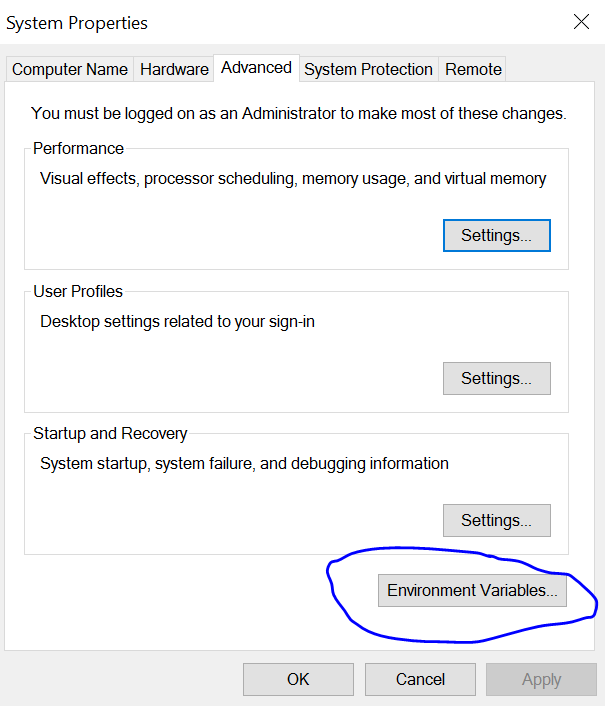 System Properties
Computer Name Hardware Advanced System Protection Remote
You must be logged on as an Administrator to make most of these changes.
Performance
Visual effects, processor scheduling, memory usage, and virtual memory
Settings...
User Profiles
Desktop settings related to your sign-in
Settings...
Startup and Recovery
System startup, system failure, and debugging information
Settings...
Environment Variables...
OK Cancel Apply